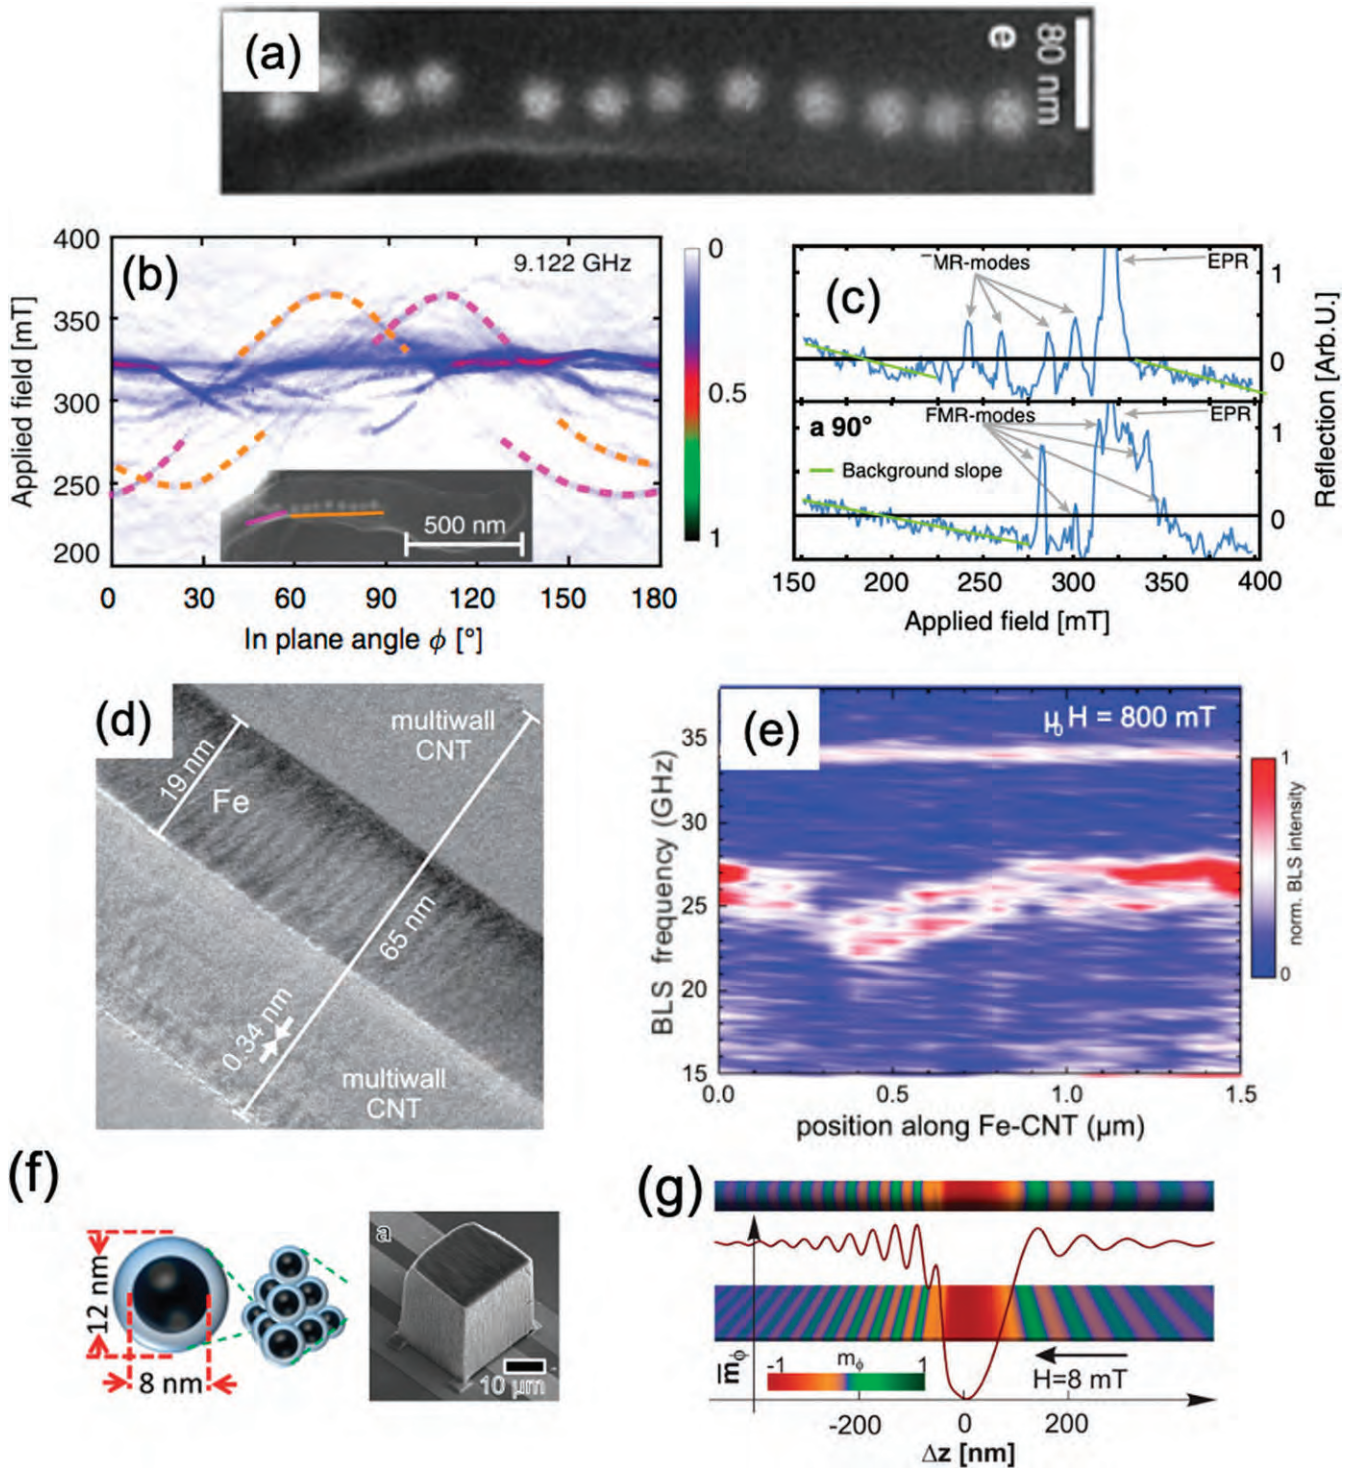 (a)
e
80 nm
(b)
9.122 GHz
400
350
300
250
200
Applied field [mT]
0
0.5
1
500 nm
0
30
60
90
120
150
180
In plane angle ϕ [°]
(c)
‾MR-modes
EPR
1
0
a 90°
FMR-modes
EPR
1
0
Background slope
Reflection [Arb.U.]
150
200
250
300
350
400
Applied field [mT]
(d)
multiwall
CNT
19 nm
Fe
65 nm
0.34 nm
multiwall
CNT
(e)
μ₀ H = 800 mT
35
30
25
20
15
BLS frequency (GHz)
1
0
norm. BLS intensity
0.0
0.5
1.0
1.5
position along Fe-CNT (μm)
(f)
12 nm
8 nm
a
10 μm
(g)
m̅ϕ
-1
mϕ
1
H=8 mT
-200
0
200
Δz [nm]